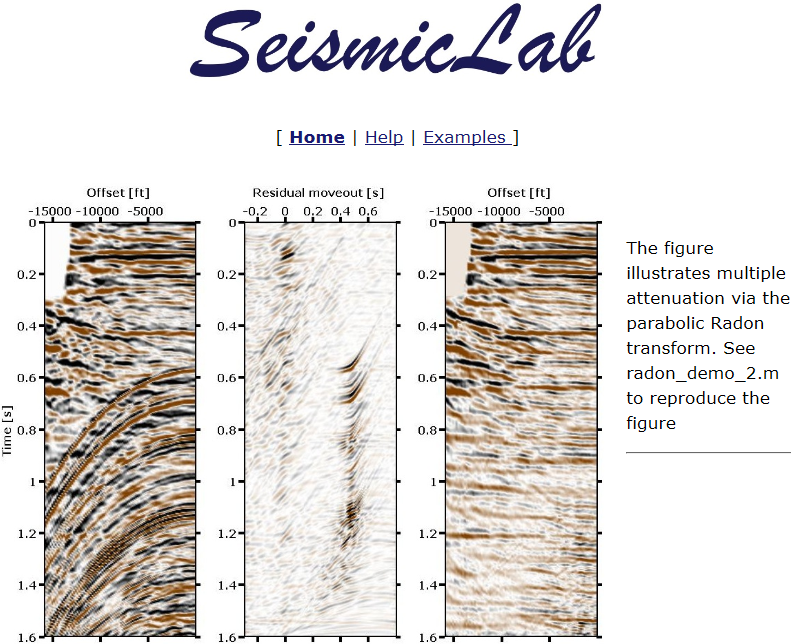 SeismicLab
[ Home | Help | Examples ]
Offset [ft]
-15000 -10000 -5000
Residual moveout [s]
-0.2 0 0.2 0.4 0.6
Offset [ft]
-15000 -10000 -5000
Time [s]
0
0.2
0.4
0.6
0.8
1
1.2
1.4
1.6
0
0.2
0.4
0.6
0.8
1
1.2
1.4
1.6
0
0.2
0.4
0.6
0.8
1
1.2
1.4
1.6
The figure
illustrates multiple
attenuation via the
parabolic Radon
transform. See
radon_demo_2.m
to reproduce the
figure